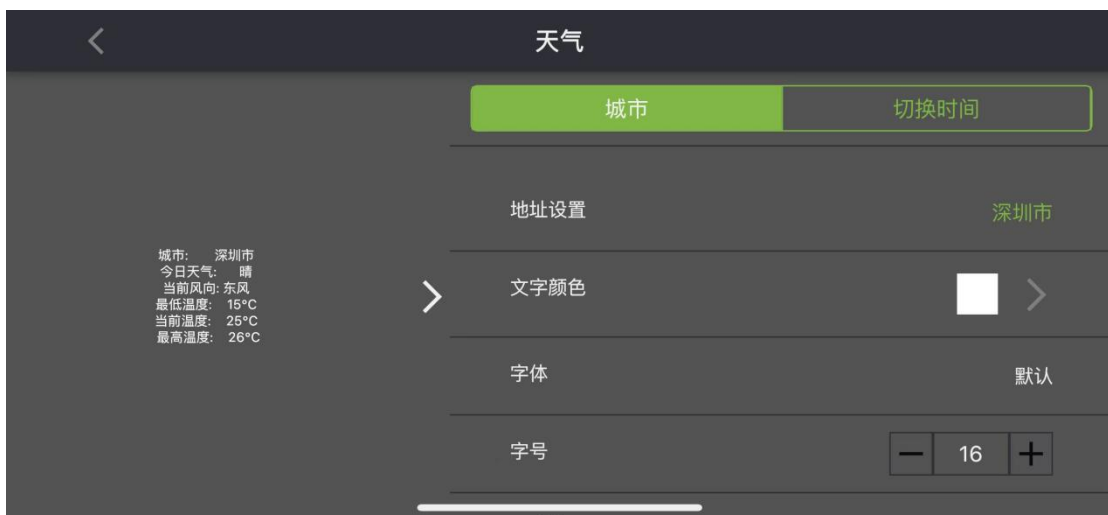 天气
城市
切换时间
地址设置
深圳市
城市: 深圳市
今日天气: 晴
当前风向: 东风
最低温度: 15°C
当前温度: 25°C
最高温度: 26°C
文字颜色
字体
默认
字号
16